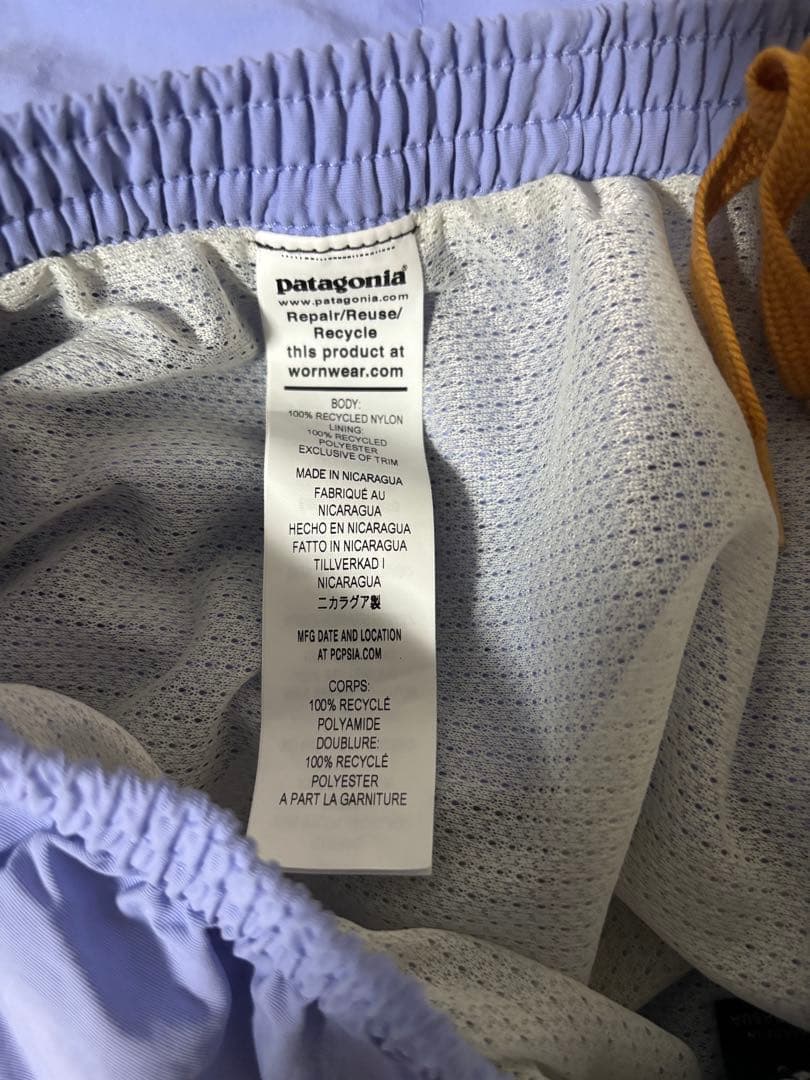 patagonia®
www.patagonia.com
Repair/Reuse/
Recycle
this product at
wornwear.com
BODY:
100% RECYCLED NYLON
LINING:
100% RECYCLED
POLYESTER
EXCLUSIVE OF TRIM
MADE IN NICARAGUA
FABRIQUÉ AU
NICARAGUA
HECHO EN NICARAGUA
FATTO IN NICARAGUA
TILLVERKAD I
NICARAGUA
ニカラグア製
MFG DATE AND LOCATION
AT PCPSIA.COM
CORPS:
100% RECYCLÉ
POLYAMIDE
DOUBLURE:
100% RECYCLÉ
POLYESTER
A PART LA GARNITURE